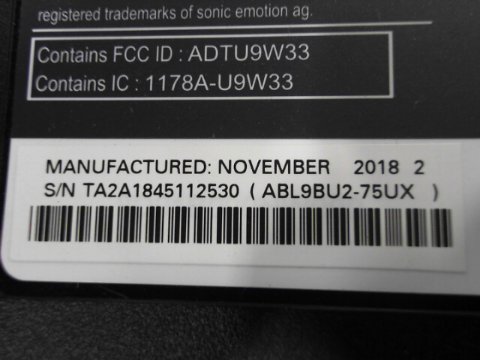 registered trademarks of sonic emotion ag.
Contains FCC ID : ADTU9W33
Contains IC : 1178A-U9W33
MANUFACTURED: NOVEMBER 2018 2
S/N TA2A1845112530 ( ABL9BU2-75UX )